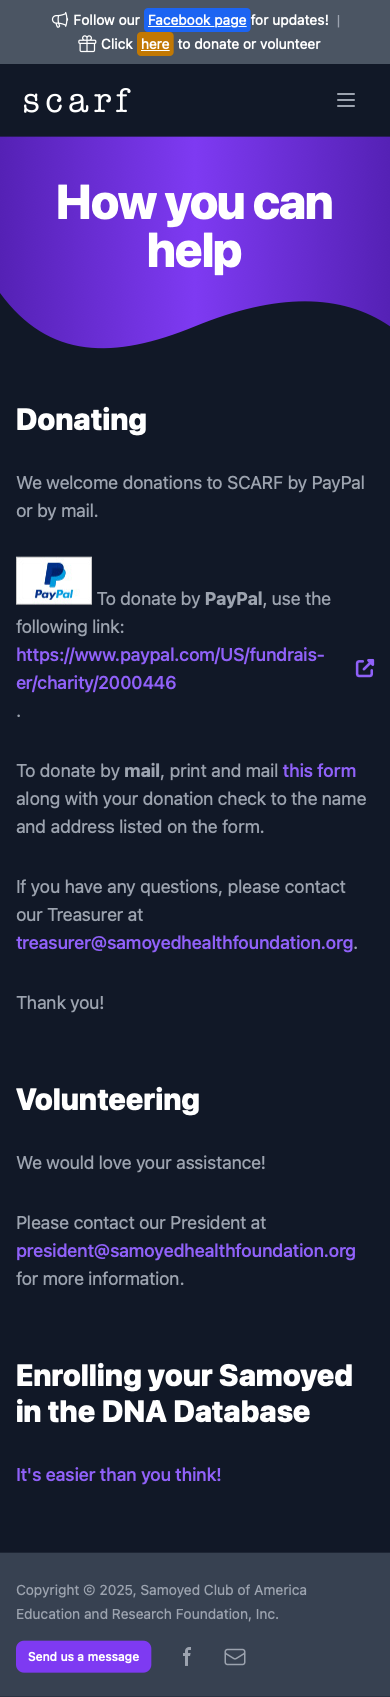 Follow our Facebook page for updates! |
Click here to donate or volunteer
scarf
How you can
help
Donating
We welcome donations to SCARF by PayPal
or by mail.
PayPal To donate by PayPal, use the
following link:
https://www.paypal.com/US/fundrais-
er/charity/2000446
.
To donate by mail, print and mail this form
along with your donation check to the name
and address listed on the form.
If you have any questions, please contact
our Treasurer at
treasurer@samoyedhealthfoundation.org.
Thank you!
Volunteering
We would love your assistance!
Please contact our President at
president@samoyedhealthfoundation.org
for more information.
Enrolling your Samoyed
in the DNA Database
It's easier than you think!
Copyright © 2025, Samoyed Club of America
Education and Research Foundation, Inc.
Send us a message